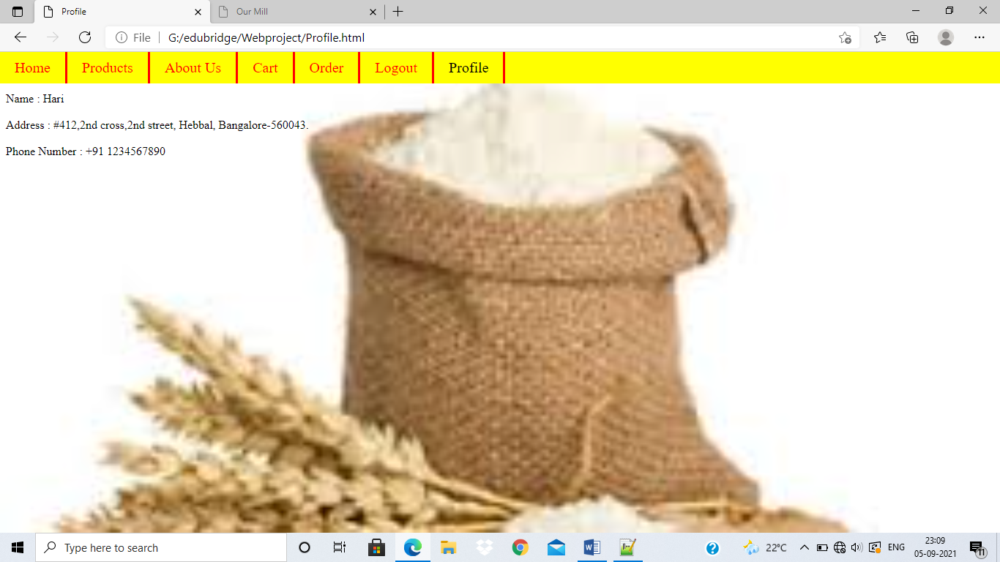 Profile
Our Mill
File
G:/edubridge/Webproject/Profile.html
Home Products About Us Cart Order Logout Profile
Name : Hari
Address : #412,2nd cross,2nd street, Hebbal, Bangalore-560043.
Phone Number : +91 1234567890
Type here to search
22°C
ENG
23:09
05-09-2021
11